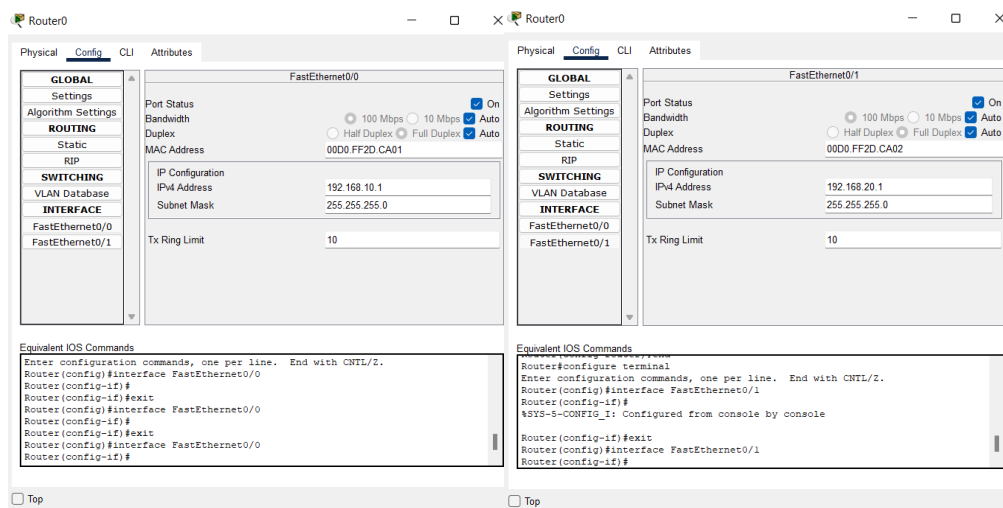 Router0
Physical Config CLI Attributes
GLOBAL
Settings
Algorithm Settings
ROUTING
Static
RIP
SWITCHING
VLAN Database
INTERFACE
FastEthernet0/0
FastEthernet0/1
FastEthernet0/0
Port Status On
Bandwidth 100 Mbps 10 Mbps Auto
Duplex Half Duplex Full Duplex Auto
MAC Address 00D0.FF2D.CA01
IP Configuration
IPv4 Address 192.168.10.1
Subnet Mask 255.255.255.0
Tx Ring Limit 10
Equivalent IOS Commands
Enter configuration commands, one per line. End with CNTL/Z.
Router(config)#interface FastEthernet0/0
Router(config-if)#
Router(config-if)#exit
Router(config)#interface FastEthernet0/0
Router(config-if)#
Router(config-if)#exit
Router(config)#interface FastEthernet0/0
Router(config-if)#
Top
Router0
Physical Config CLI Attributes
GLOBAL
Settings
Algorithm Settings
ROUTING
Static
RIP
SWITCHING
VLAN Database
INTERFACE
FastEthernet0/0
FastEthernet0/1
FastEthernet0/1
Port Status On
Bandwidth 100 Mbps 10 Mbps Auto
Duplex Half Duplex Full Duplex Auto
MAC Address 00D0.FF2D.CA02
IP Configuration
IPv4 Address 192.168.20.1
Subnet Mask 255.255.255.0
Tx Ring Limit 10
Equivalent IOS Commands
Router#configure terminal
Enter configuration commands, one per line. End with CNTL/Z.
Router(config)#interface FastEthernet0/1
Router(config-if)#
%SYS-5-CONFIG_I: Configured from console by console
Router(config-if)#exit
Router(config)#interface FastEthernet0/1
Router(config-if)#
Top